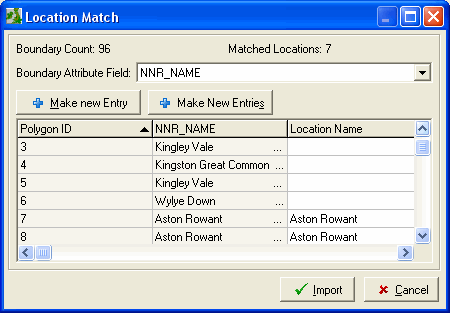 Location Match
Boundary Count: 96 Matched Locations: 7
Boundary Attribute Field: NNR_NAME
Make new Entry Make New Entries
Polygon ID NNR_NAME Location Name
3 Kingley Vale ...
4 Kingston Great Common ...
5 Kingley Vale ...
6 Wylye Down ...
7 Aston Rowant ... Aston Rowant
8 Aston Rowant ... Aston Rowant
Import Cancel